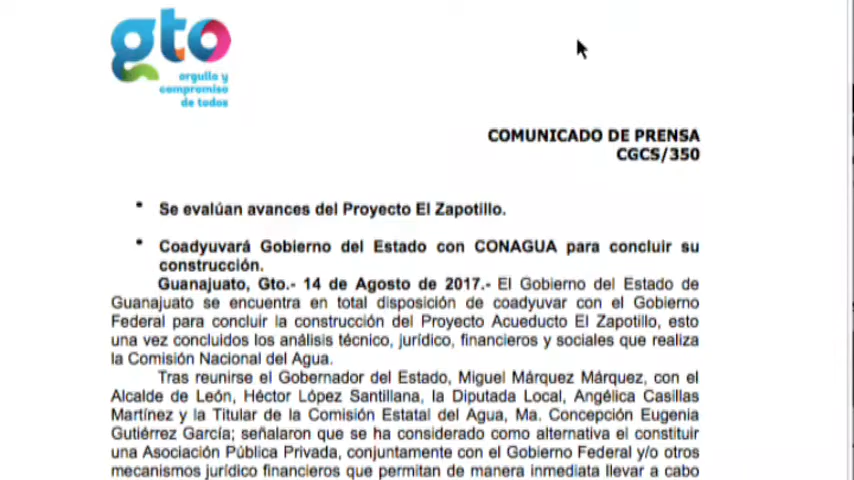 gto
orgullo y
compromiso
de todos
COMUNICADO DE PRENSA
CGCS/350
* Se evalúan avances del Proyecto El Zapotillo.
* Coadyuvará Gobierno del Estado con CONAGUA para concluir su
construcción.
Guanajuato, Gto.- 14 de Agosto de 2017.- El Gobierno del Estado de
Guanajuato se encuentra en total disposición de coadyuvar con el Gobierno
Federal para concluir la construcción del Proyecto Acueducto El Zapotillo, esto
una vez concluidos los análisis técnico, jurídico, financieros y sociales que realiza
la Comisión Nacional del Agua.
Tras reunirse el Gobernador del Estado, Miguel Márquez Márquez, con el
Alcalde de León, Héctor López Santillana, la Diputada Local, Angélica Casillas
Martínez y la Titular de la Comisión Estatal del Agua, Ma. Concepción Eugenia
Gutiérrez García; señalaron que se ha considerado como alternativa el constituir
una Asociación Pública Privada, conjuntamente con el Gobierno Federal y/o otros
mecanismos jurídico financieros que permitan de manera inmediata llevar a cabo